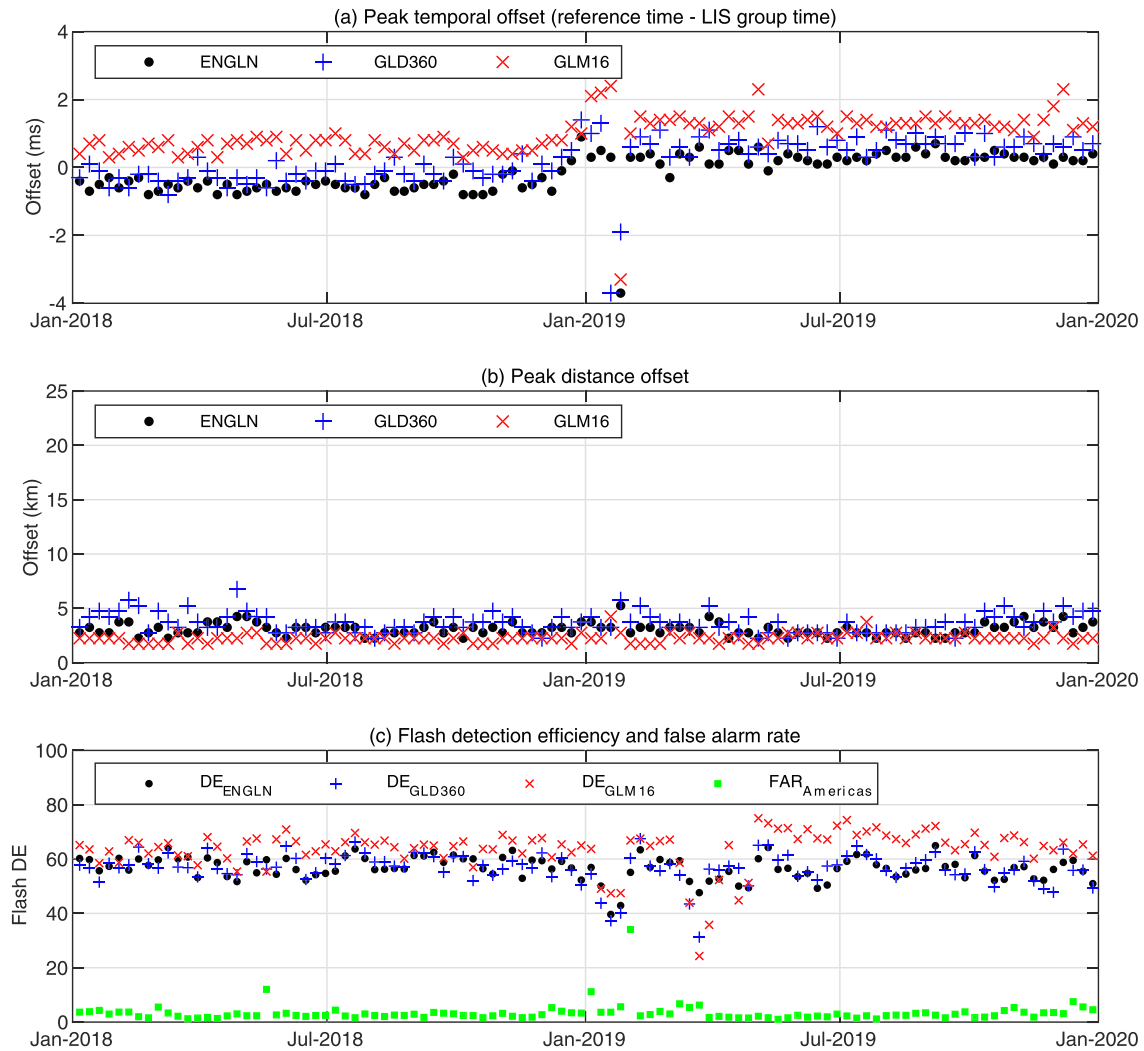 (a) Peak temporal offset (reference time - LIS group time)
4
ENGLN GLD360 GLM16
2
0
-2
-4
Offset (ms)
Jan-2018 Jul-2018 Jan-2019 Jul-2019 Jan-2020
(b) Peak distance offset
25
ENGLN GLD360 GLM16
20
15
10
5
0
Offset (km)
Jan-2018 Jul-2018 Jan-2019 Jul-2019 Jan-2020
(c) Flash detection efficiency and false alarm rate
100
DE_ENGLN DE_GLD360 DE_GLM16 FAR_Americas
80
60
40
20
0
Flash DE
Jan-2018 Jul-2018 Jan-2019 Jul-2019 Jan-2020